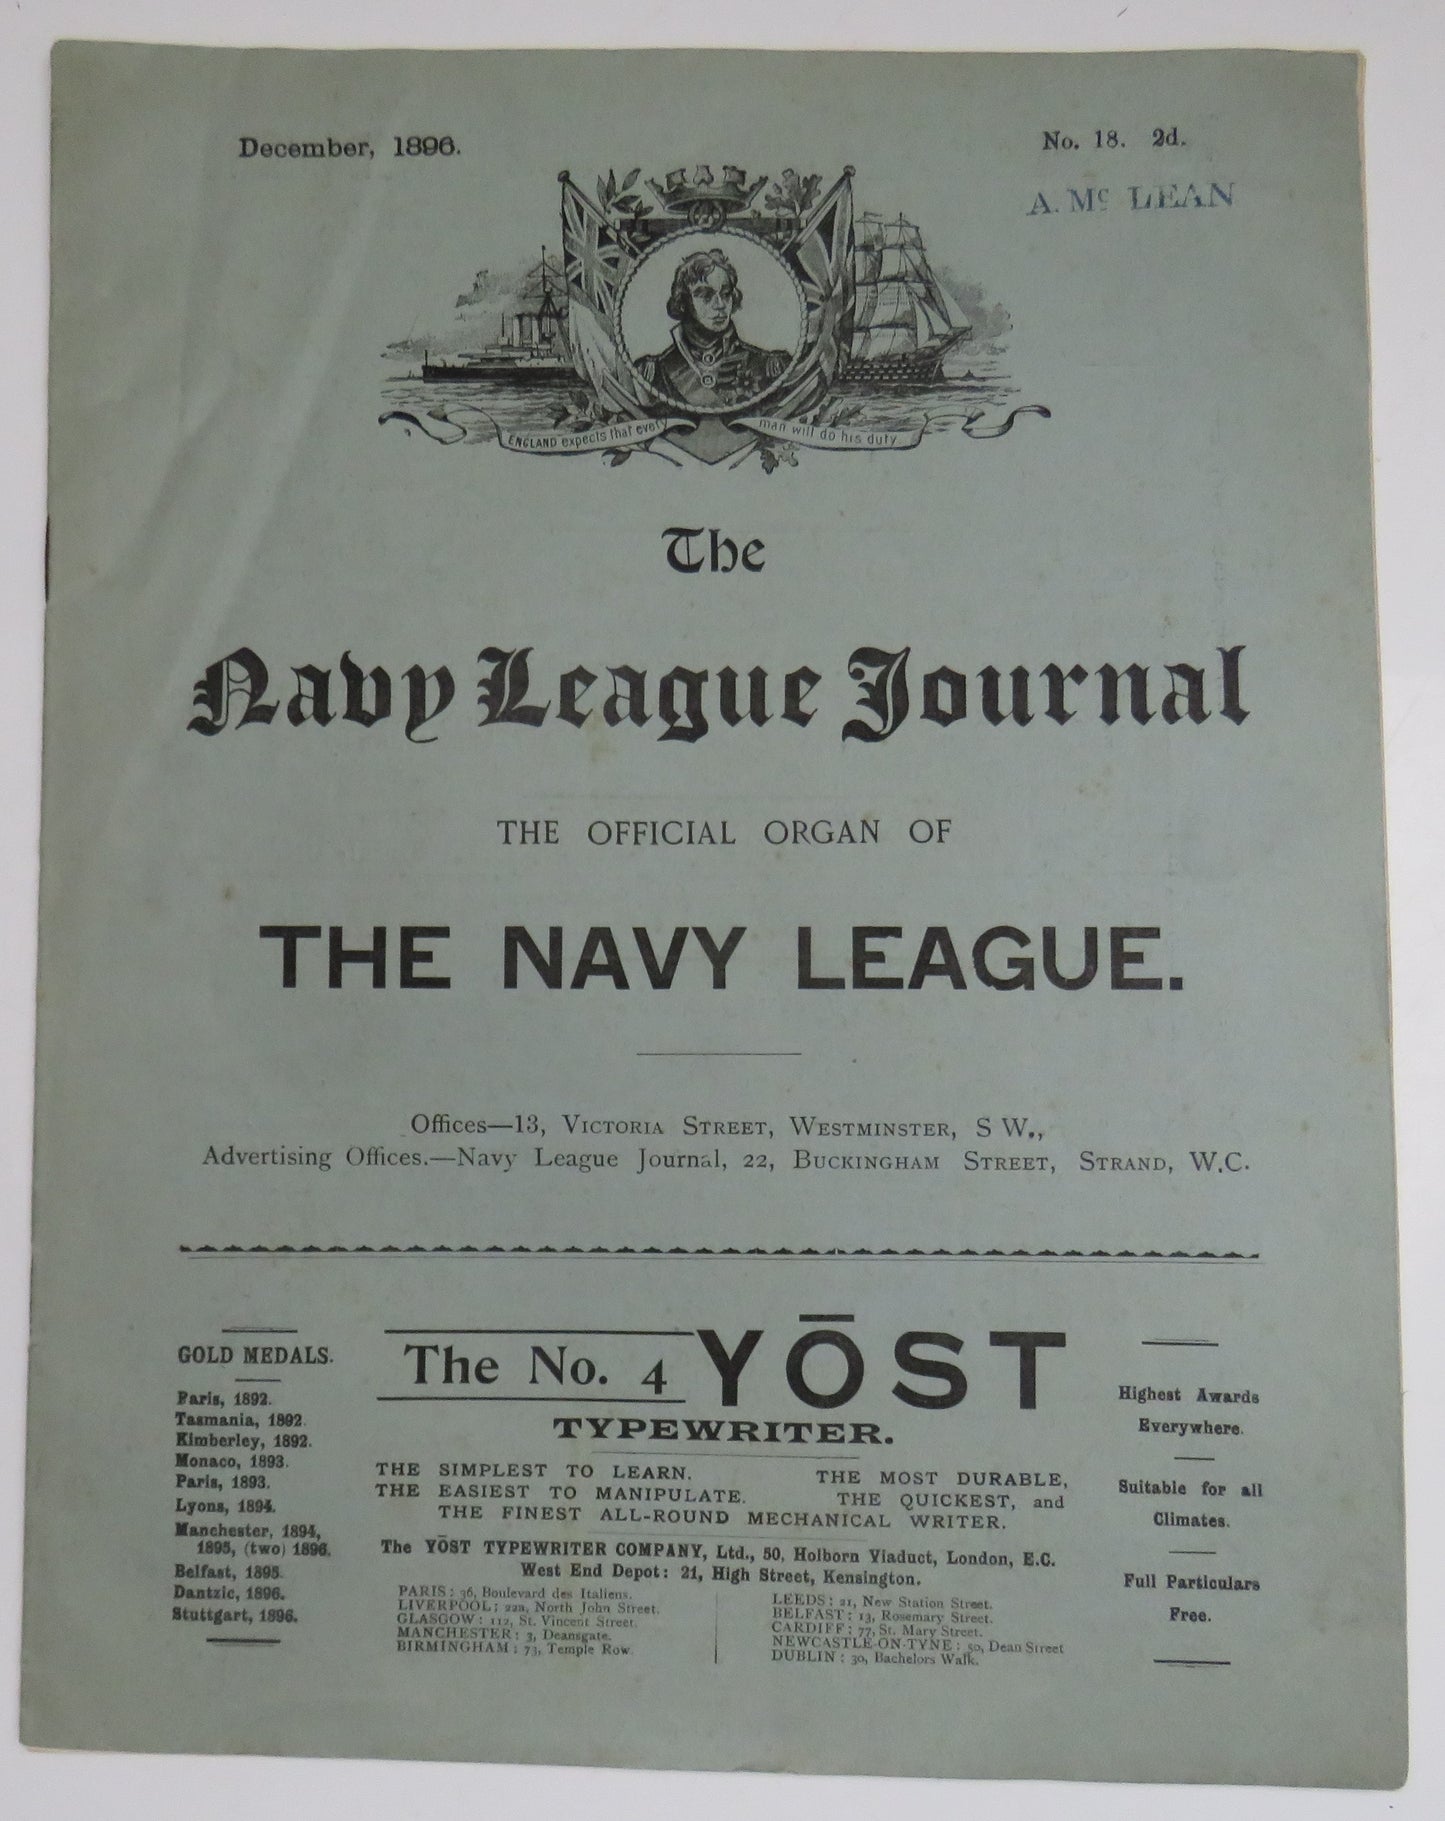 December, 1896.
No. 18. 2d.
A. Mc LEAN
ENGLAND expects that every man will do his duty
The
Navy League Journal
THE OFFICIAL ORGAN OF
THE NAVY LEAGUE.
Offices—13, VICTORIA STREET, WESTMINSTER, S W.,
Advertising Offices.—Navy League Journal, 22, BUCKINGHAM STREET, STRAND, W.C.
GOLD MEDALS.
Paris, 1892.
Tasmania, 1892.
Kimberley, 1892.
Monaco, 1893.
Paris, 1893.
Lyons, 1894.
Manchester, 1894,
1895, (two) 1896.
Belfast, 1895.
Dantzic, 1896.
Stuttgart, 1896.
The No. 4 YŌST
TYPEWRITER.
THE SIMPLEST TO LEARN. THE MOST DURABLE,
THE EASIEST TO MANIPULATE. THE QUICKEST, and
THE FINEST ALL-ROUND MECHANICAL WRITER.
The YŌST TYPEWRITER COMPANY, Ltd., 50, Holborn Viaduct, London, E.C.
West End Depot: 21, High Street, Kensington.
PARIS: 36, Boulevard des Italiens.
LIVERPOOL: 22a, North John Street.
GLASGOW: 112, St. Vincent Street.
MANCHESTER: 3, Deansgate.
BIRMINGHAM: 73, Temple Row.
LEEDS: 21, New Station Street.
BELFAST: 13, Rosemary Street.
CARDIFF: 77, St. Mary Street.
NEWCASTLE-ON-TYNE: 50, Dean Street
DUBLIN: 30, Bachelors Walk.
Highest Awards
Everywhere.
Suitable for all
Climates.
Full Particulars
Free.